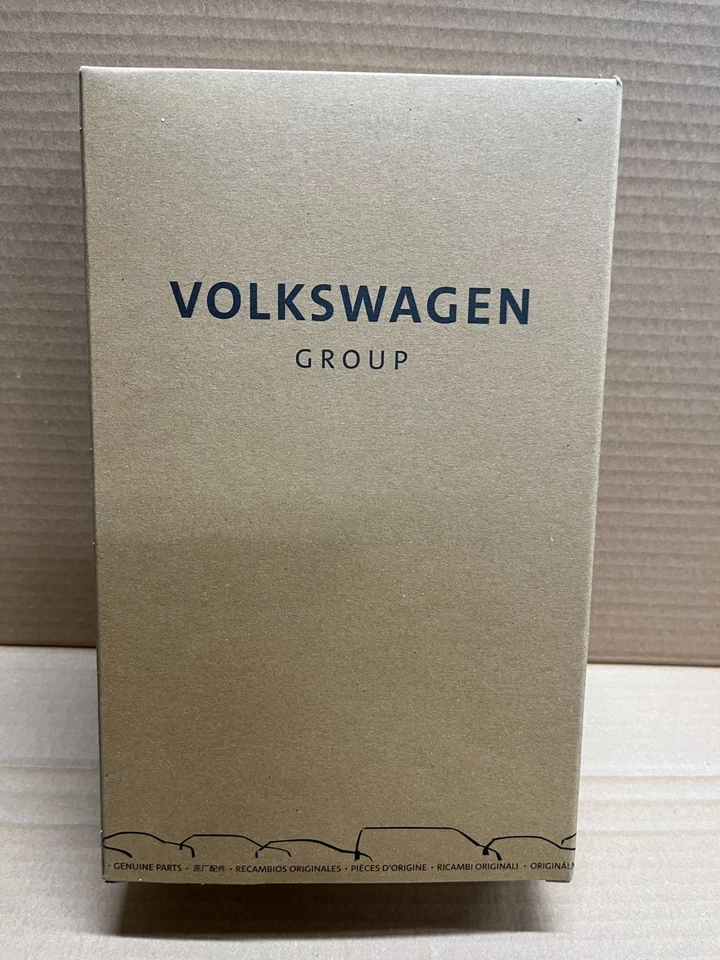 VOLKSWAGEN
GROUP
· GENUINE PARTS · 原厂配件 · RECAMBIOS ORIGINALES · PIÈCES D'ORIGINE · RICAMBI ORIGINALI ·